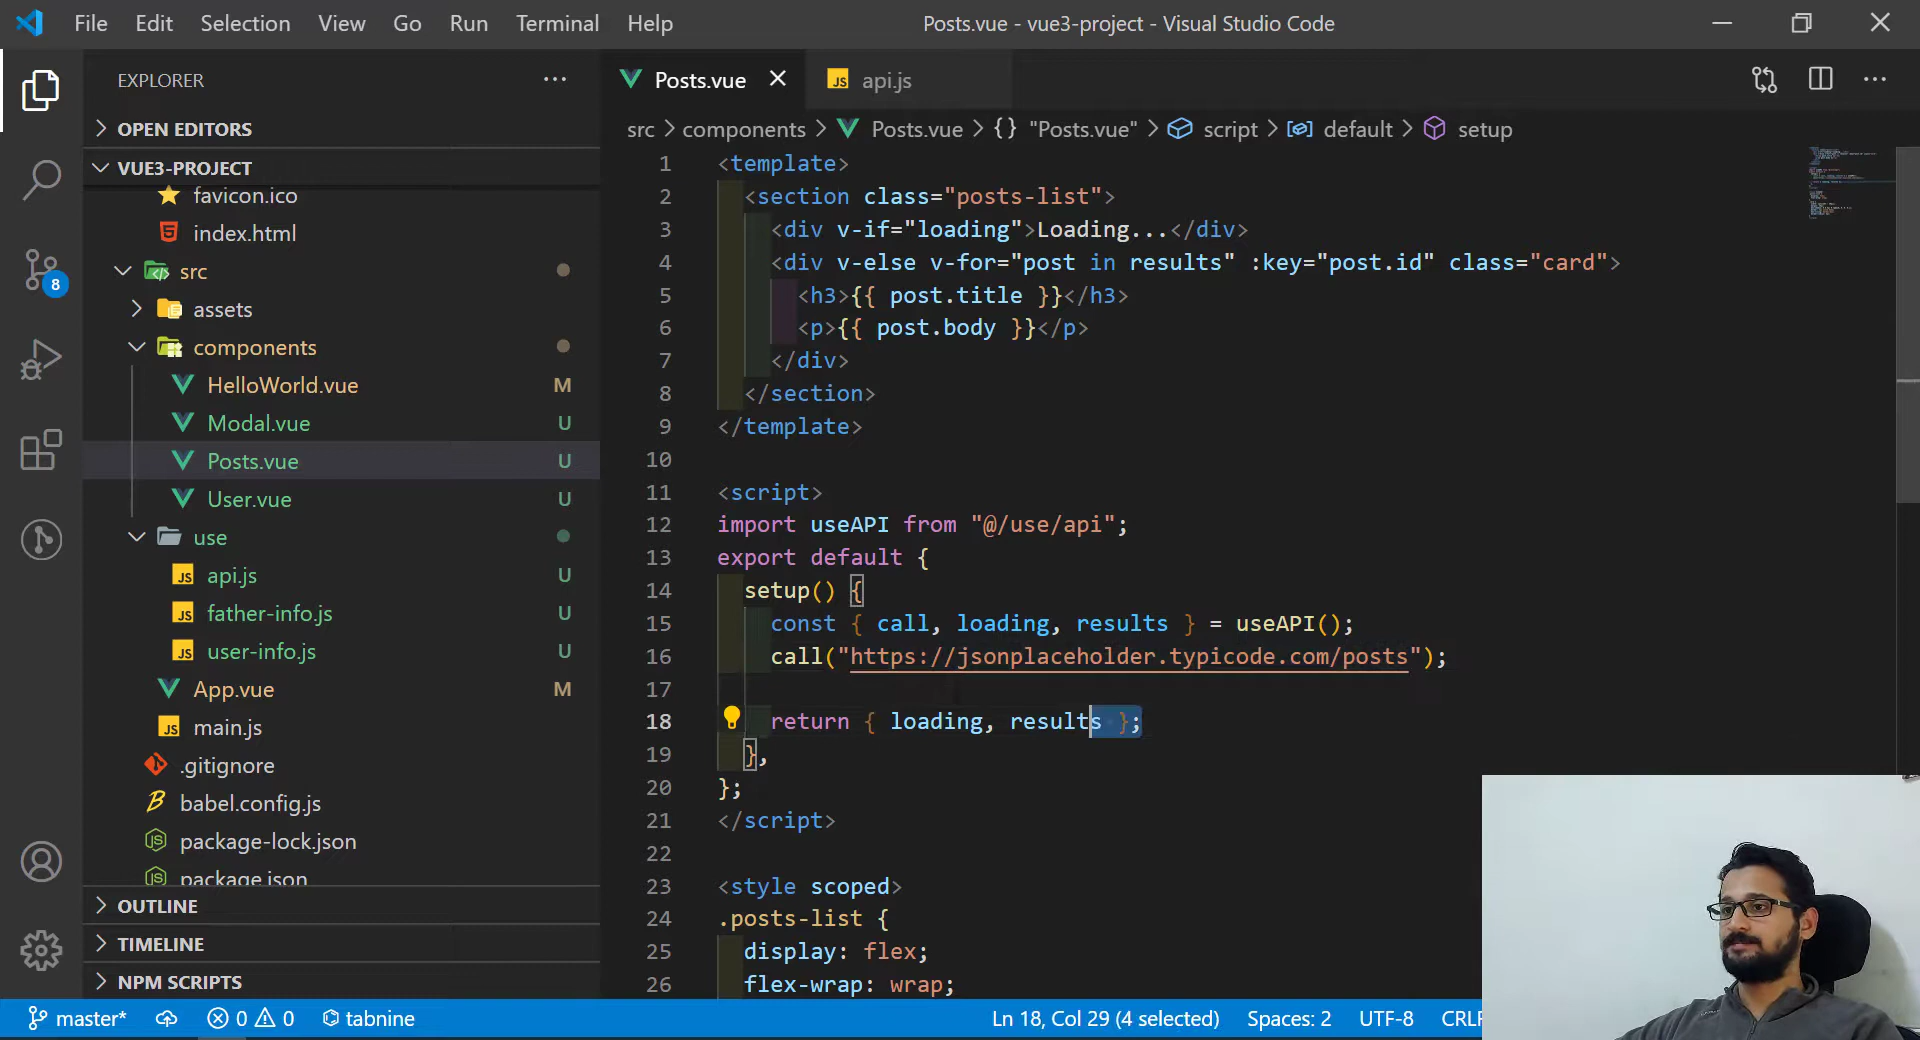 File Edit Selection View Go Run Terminal Help
Posts.vue - vue3-project - Visual Studio Code
EXPLORER
OPEN EDITORS
VUE3-PROJECT
favicon.ico
index.html
src
assets
components
HelloWorld.vue M
Modal.vue U
Posts.vue U
User.vue U
use
JS api.js U
JS father-info.js U
JS user-info.js U
App.vue M
JS main.js
.gitignore
babel.config.js
package-lock.json
package.json
OUTLINE
TIMELINE
NPM SCRIPTS
8
Posts.vue
JS api.js
src > components > Posts.vue > {} "Posts.vue" > script > default > setup
1 <template>
2 <section class="posts-list">
3 <div v-if="loading">Loading...</div>
4 <div v-else v-for="post in results" :key="post.id" class="card">
5 <h3>{{ post.title }}</h3>
6 <p>{{ post.body }}</p>
7 </div>
8 </section>
9 </template>
10
11 <script>
12 import useAPI from "@/use/api";
13 export default {
14 setup() {
15 const { call, loading, results } = useAPI();
16 call("https://jsonplaceholder.typicode.com/posts");
17
18 return { loading, results };
19 },
20 };
21 </script>
22
23 <style scoped>
24 .posts-list {
25 display: flex;
26 flex-wrap: wrap;
master* 0 0 tabnine
Ln 18, Col 29 (4 selected) Spaces: 2 UTF-8 CRLF